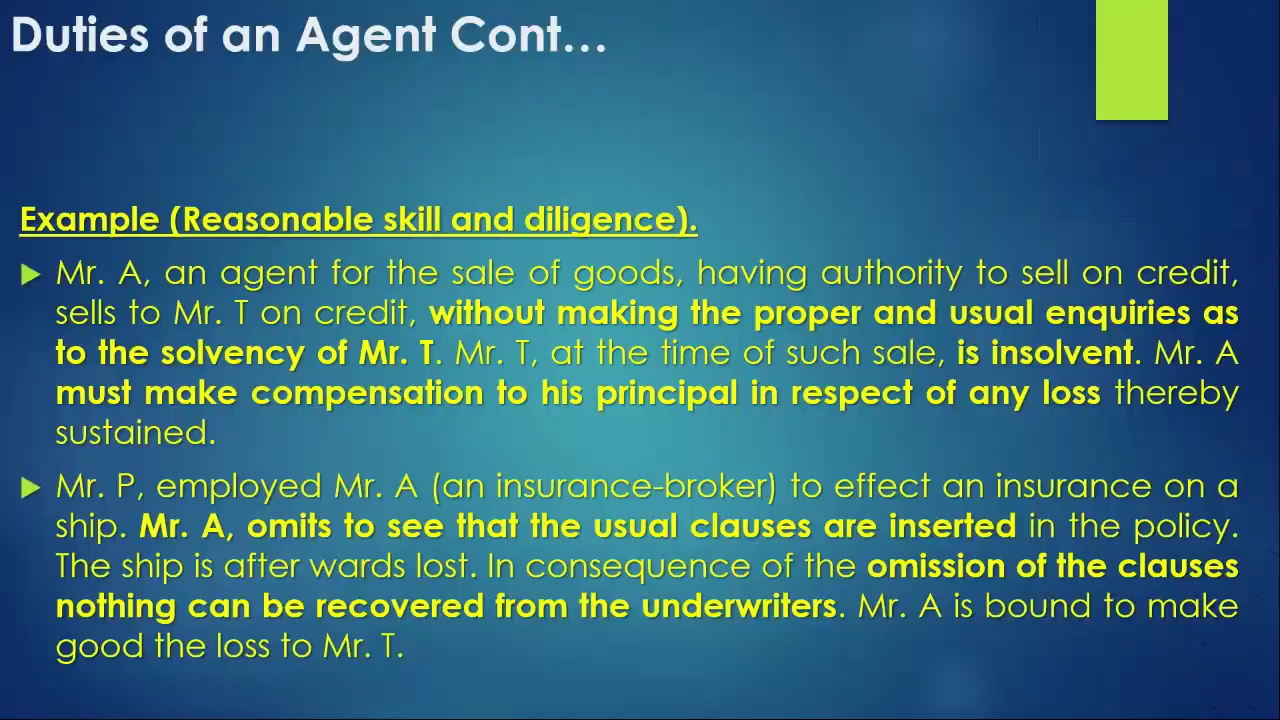 Duties of an Agent Cont…
Example (Reasonable skill and diligence).
Mr. A, an agent for the sale of goods, having authority to sell on credit,
sells to Mr. T on credit, without making the proper and usual enquiries as
to the solvency of Mr. T. Mr. T, at the time of such sale, is insolvent. Mr. A
must make compensation to his principal in respect of any loss thereby
sustained.
Mr. P, employed Mr. A (an insurance-broker) to effect an insurance on a
ship. Mr. A, omits to see that the usual clauses are inserted in the policy.
The ship is after wards lost. In consequence of the omission of the clauses
nothing can be recovered from the underwriters. Mr. A is bound to make
good the loss to Mr. T.